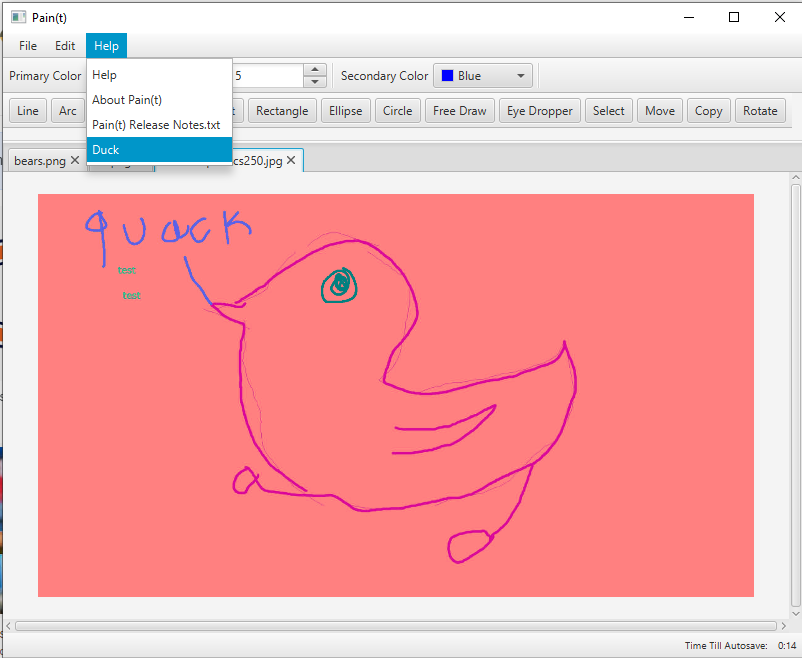 Pain(t)
File Edit Help
Primary Color 5 Secondary Color Blue
Help
About Pain(t)
Pain(t) Release Notes.txt
Duck
Line Arc Rectangle Ellipse Circle Free Draw Eye Dropper Select Move Copy Rotate
bears.png cs250.jpg
quack
test
test
Time Till Autosave: 0:14